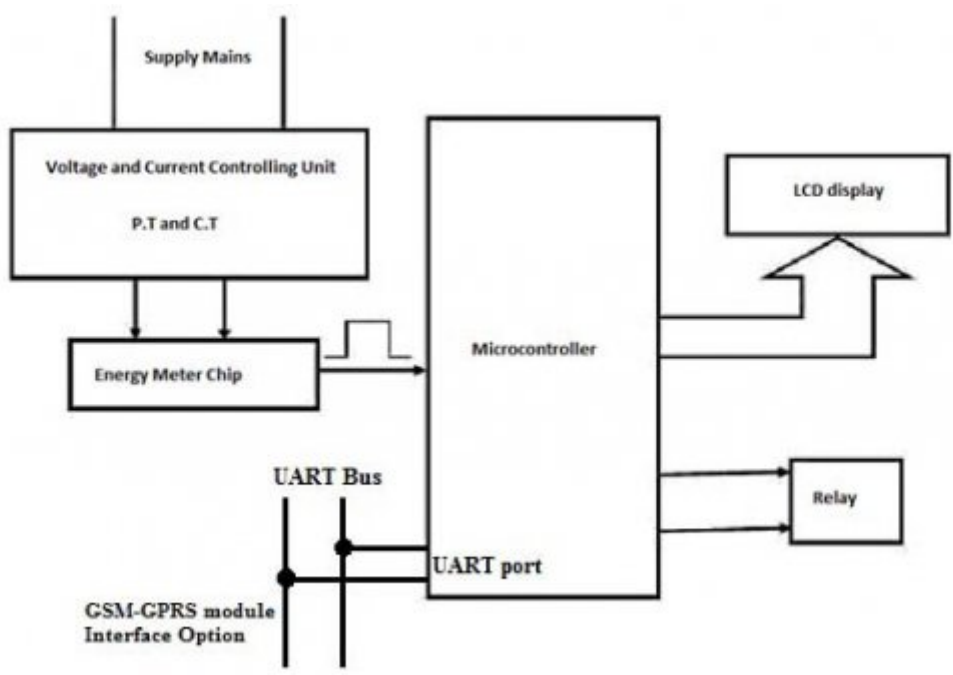 Supply Mains
Voltage and Current Controlling Unit
P.T and C.T
Energy Meter Chip
Microcontroller
LCD display
Relay
UART Bus
UART port
GSM-GPRS module
Interface Option